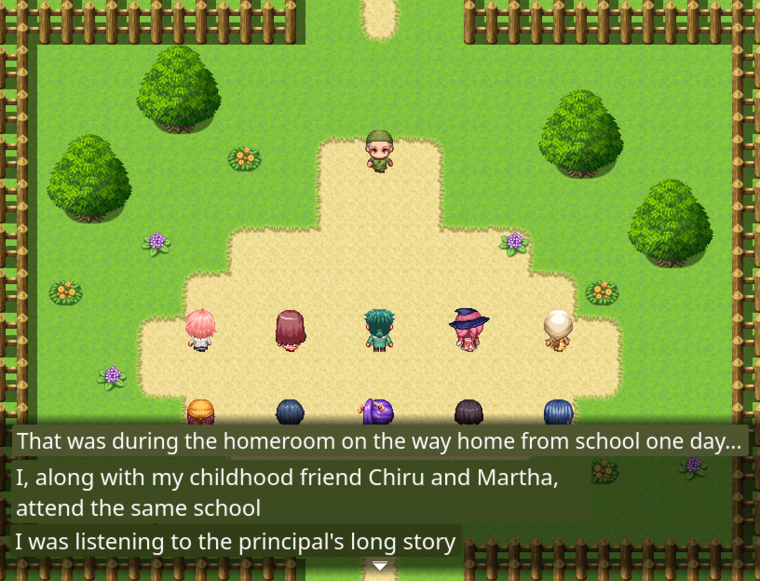 That was during the homeroom on the way home from school one day...
I, along with my childhood friend Chiru and Martha,
attend the same school
I was listening to the principal's long story